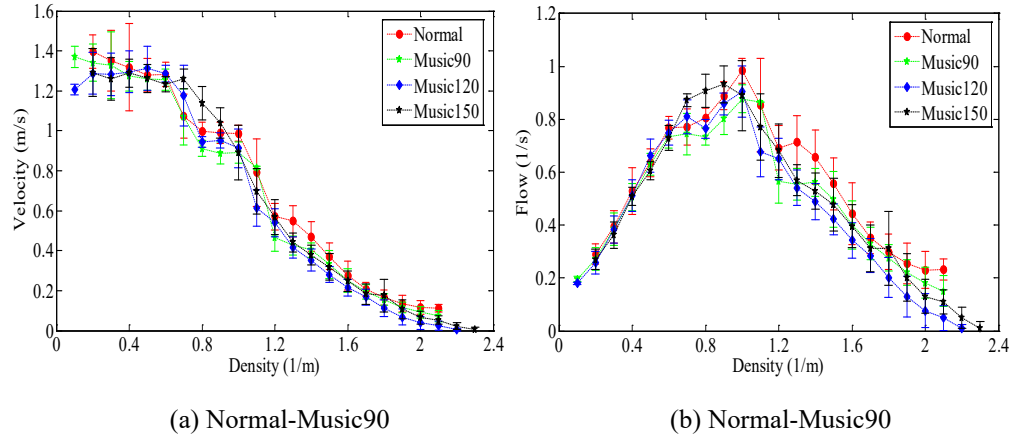 1.6
1.4
1.2
1
0.8
0.6
0.4
0.2
0
Velocity (m/s)
0 0.4 0.8 1.2 1.6 2 2.4
Density (1/m)
Normal
Music90
Music120
Music150
(a) Normal-Music90
1.2
1
0.8
0.6
0.4
0.2
0
Flow (1/s)
0 0.4 0.8 1.2 1.6 2 2.4
Density (1/m)
Normal
Music90
Music120
Music150
(b) Normal-Music90